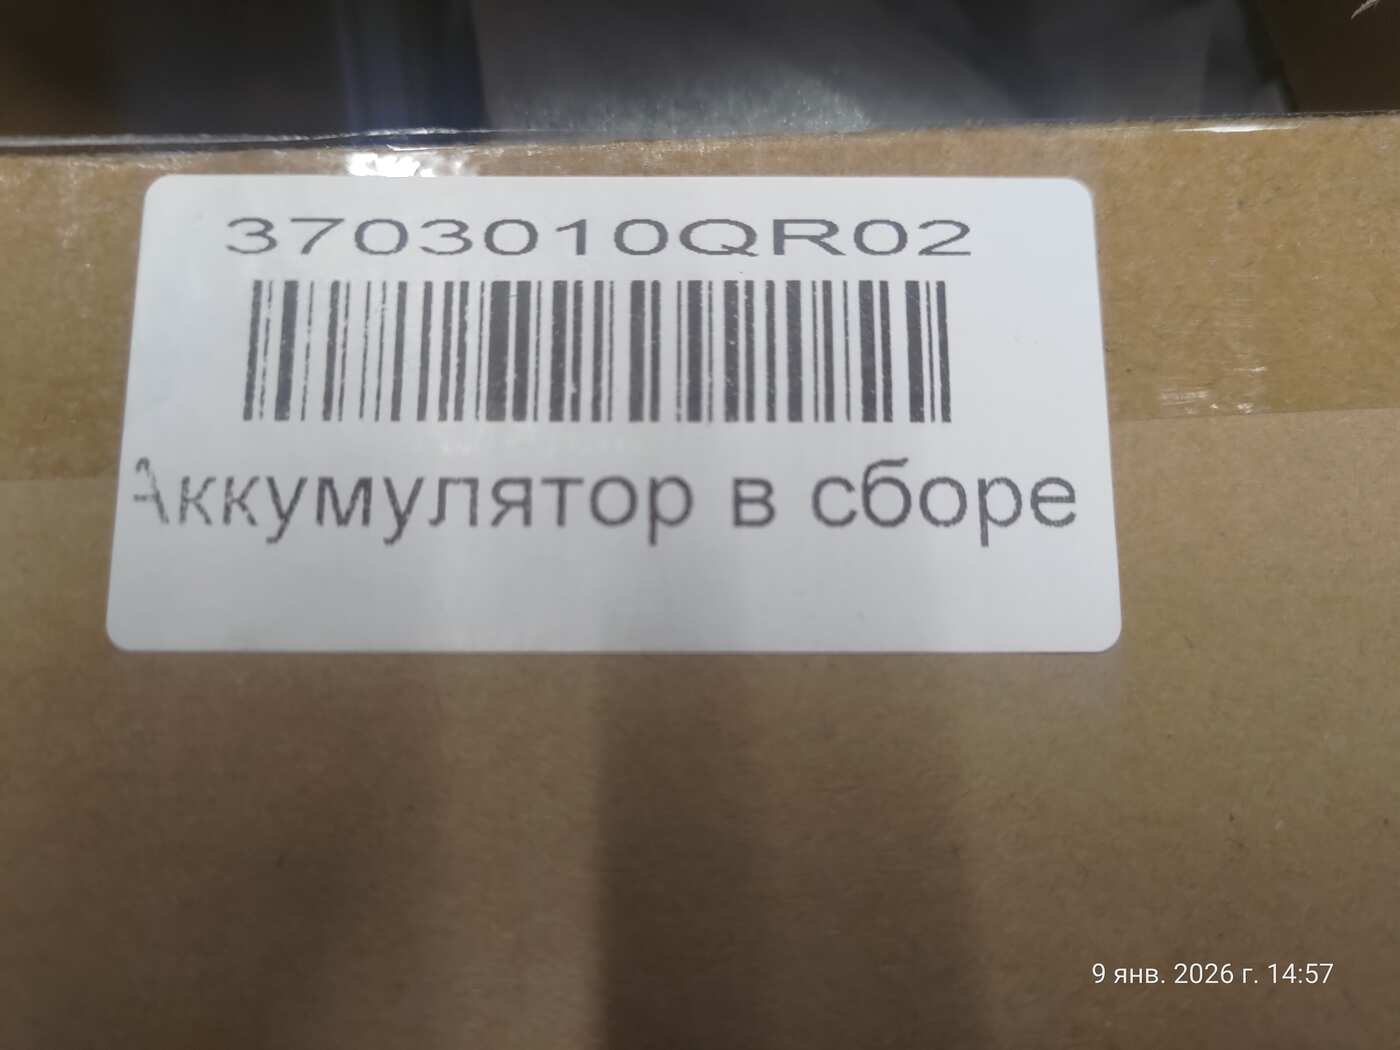 3703010QR02
Аккумулятор в сборе
9 янв. 2026 г. 14:57